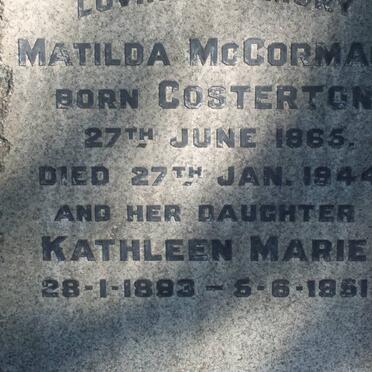 MATILDA MCCORMA
BORN COSTERTON
27TH JUNE 1865.
DIED 27TH JAN. 1944
AND HER DAUGHTER
KATHLEEN MARIE
28-1-1893 – 5-6-1951